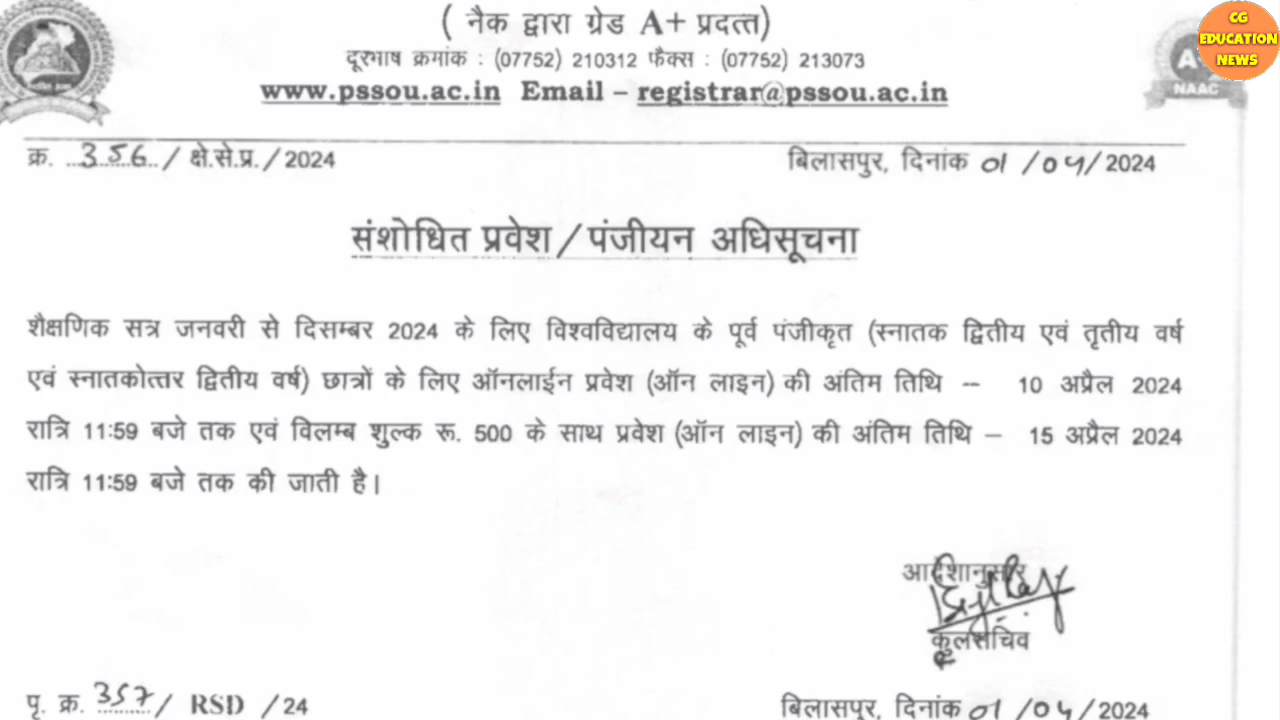 ( नैक द्वारा ग्रेड A+ प्रदत्त)
CG
EDUCATION
NEWS
दूरभाष क्रमांक : (07752) 210312 फैक्स : (07752) 213073
www.pssou.ac.in Email – registrar@pssou.ac.in
NAAC
क्र. ..356../ क्षे.से.प्र./2024
बिलासपुर, दिनांक 01/04/2024
संशोधित प्रवेश/पंजीयन अधिसूचना
शैक्षणिक सत्र जनवरी से दिसम्बर 2024 के लिए विश्वविद्यालय के पूर्व पंजीकृत (स्नातक द्वितीय एवं तृतीय वर्ष
एवं स्नातकोत्तर द्वितीय वर्ष) छात्रों के लिए ऑनलाईन प्रवेश (ऑन लाइन) की अंतिम तिथि – 10 अप्रैल 2024
रात्रि 11:59 बजे तक एवं विलम्ब शुल्क रू. 500 के साथ प्रवेश (ऑन लाइन) की अंतिम तिथि – 15 अप्रैल 2024
रात्रि 11:59 बजे तक की जाती है।
आदेशानुसार
कुलसचिव
पृ. क्र. 357/ RSD /24
बिलासपुर, दिनांक 01/04/2024